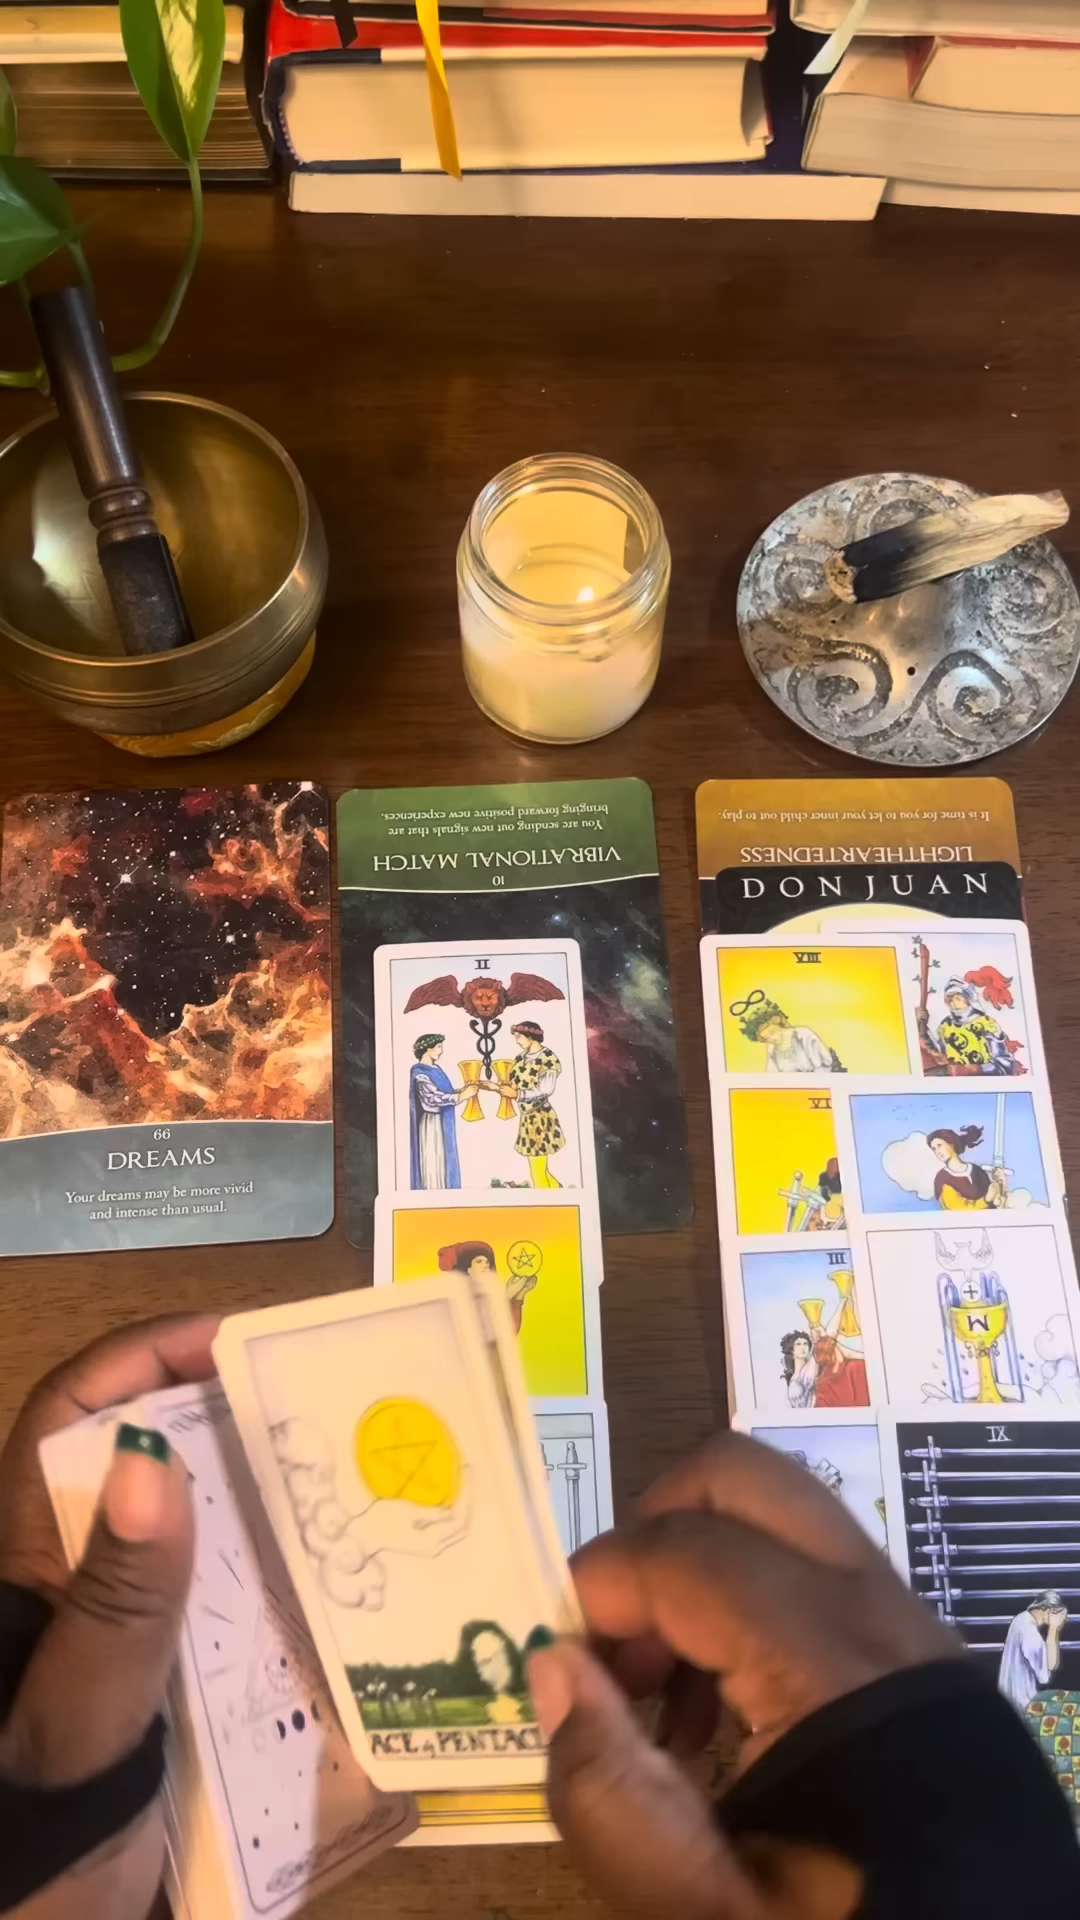 It is time for you to let your inner child out to play.
LIGHTHEARTEDNESS
You are sending out new signals that are
bringing forward positive new experiences.
VIBRATIONAL MATCH
10
DON JUAN
II
VIII
66
DREAMS
Your dreams may be more vivid
and intense than usual.
VI
III
M
IX
ACE of PENTACL